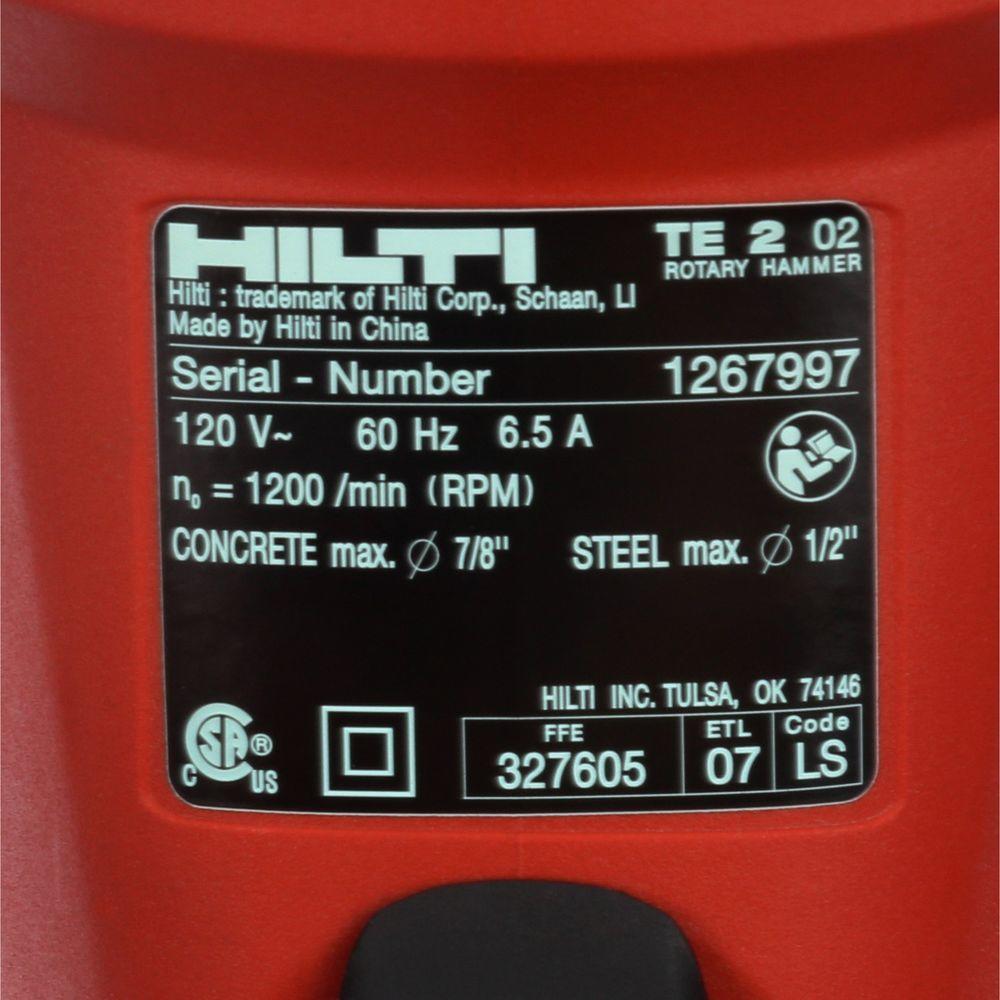 HILTI TE 2 02
ROTARY HAMMER
Hilti : trademark of Hilti Corp., Schaan, LI
Made by Hilti in China
Serial - Number 1267997
120 V~ 60 Hz 6.5 A
n₀ = 1200 /min (RPM)
CONCRETE max. ∅ 7/8" STEEL max. ∅ 1/2"
HILTI INC. TULSA, OK 74146
FFE ETL Code
327605 07 LS
C SA ® C US